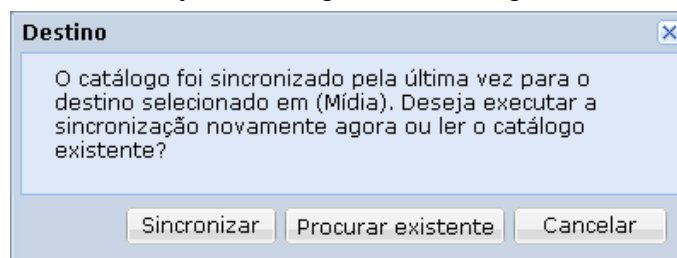 Destino
O catálogo foi sincronizado pela última vez para o
destino selecionado em (Mídia). Deseja executar a
sincronização novamente agora ou ler o catálogo
existente?
Sincronizar Procurar existente Cancelar